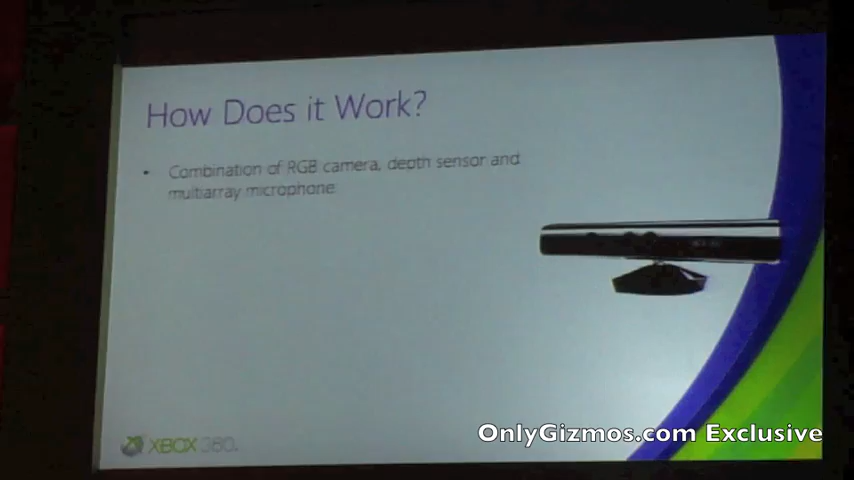 How Does it Work?
• Combination of RGB camera, depth sensor and
multiarray microphone
XBOX 360.
OnlyGizmos.com Exclusive